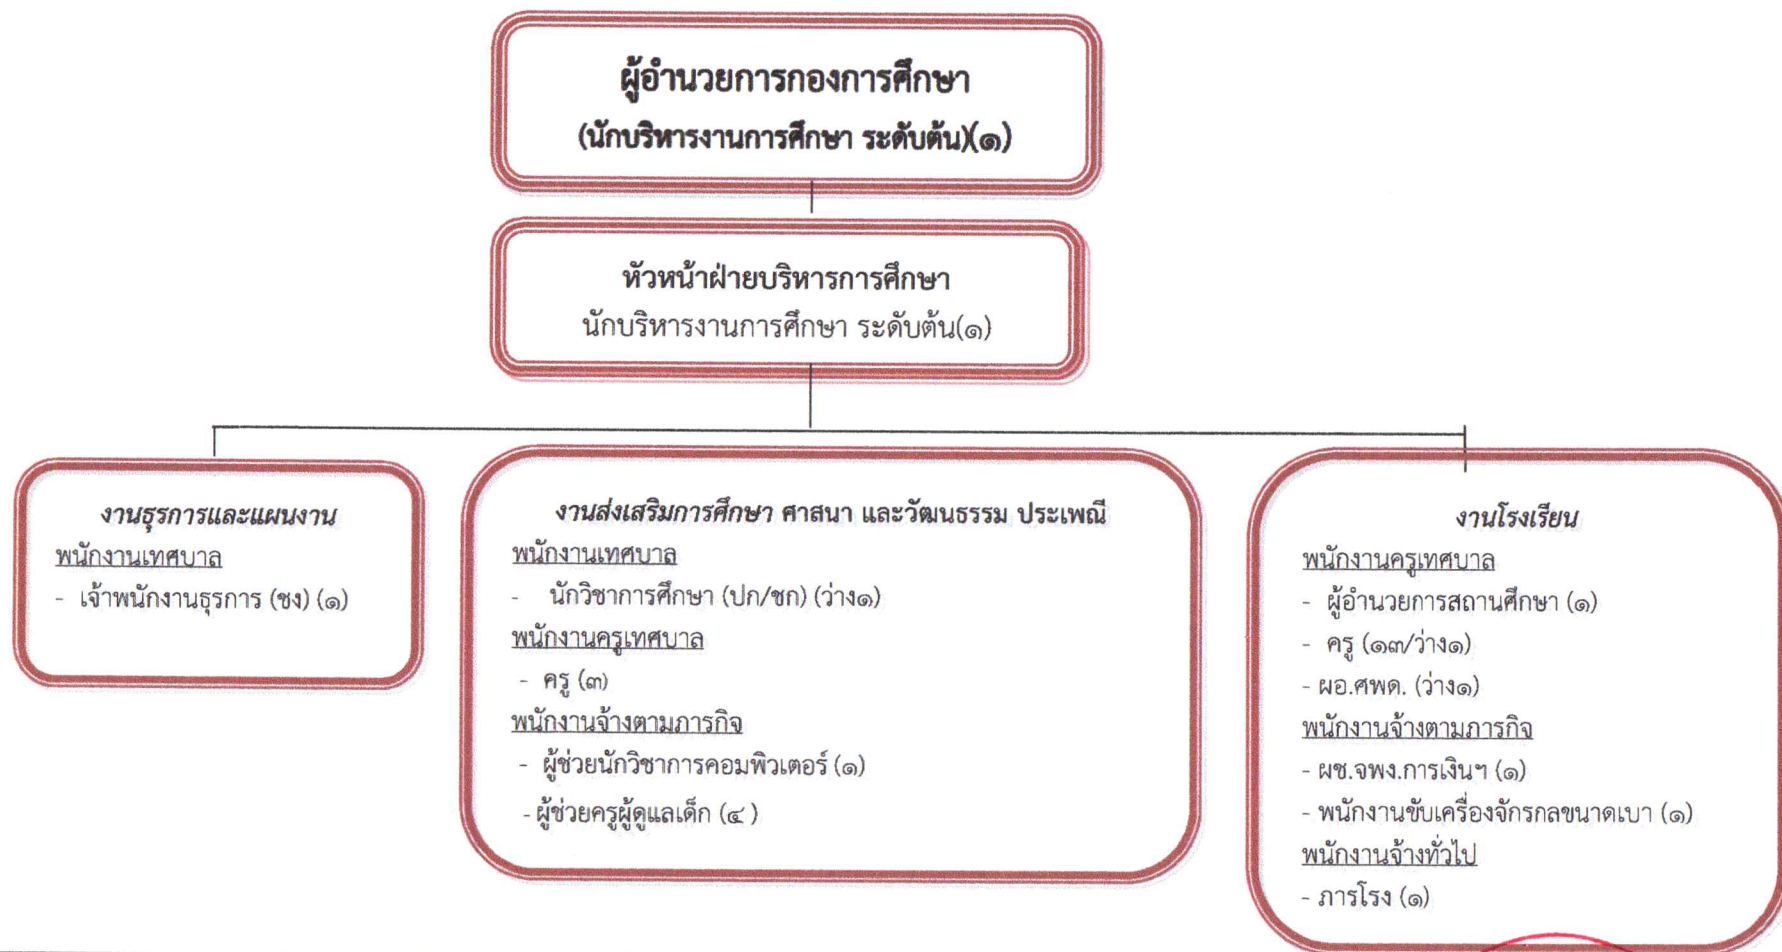 ผู้อำนวยการกองการศึกษา
(นักบริหารงานการศึกษา ระดับต้น)(๑)
หัวหน้าฝ่ายบริหารการศึกษา
นักบริหารงานการศึกษา ระดับต้น(๑)
งานธุรการและแผนงาน
พนักงานเทศบาล
- เจ้าพนักงานธุรการ (ชง) (๑)
งานส่งเสริมการศึกษา ศาสนา และวัฒนธรรม ประเพณี
พนักงานเทศบาล
- นักวิชาการศึกษา (ปก/ชก) (ว่าง๑)
พนักงานครูเทศบาล
- ครู (๓)
พนักงานจ้างตามภารกิจ
- ผู้ช่วยนักวิชาการคอมพิวเตอร์ (๑)
- ผู้ช่วยครูผู้ดูแลเด็ก (๔ )
งานโรงเรียน
พนักงานครูเทศบาล
- ผู้อำนวยการสถานศึกษา (๑)
- ครู (๑๓/ว่าง๑)
- ผอ.ศพด. (ว่าง๑)
พนักงานจ้างตามภารกิจ
- ผช.จพง.การเงินฯ (๑)
- พนักงานขับเครื่องจักรกลขนาดเบา (๑)
พนักงานจ้างทั่วไป
- ภารโรง (๑)